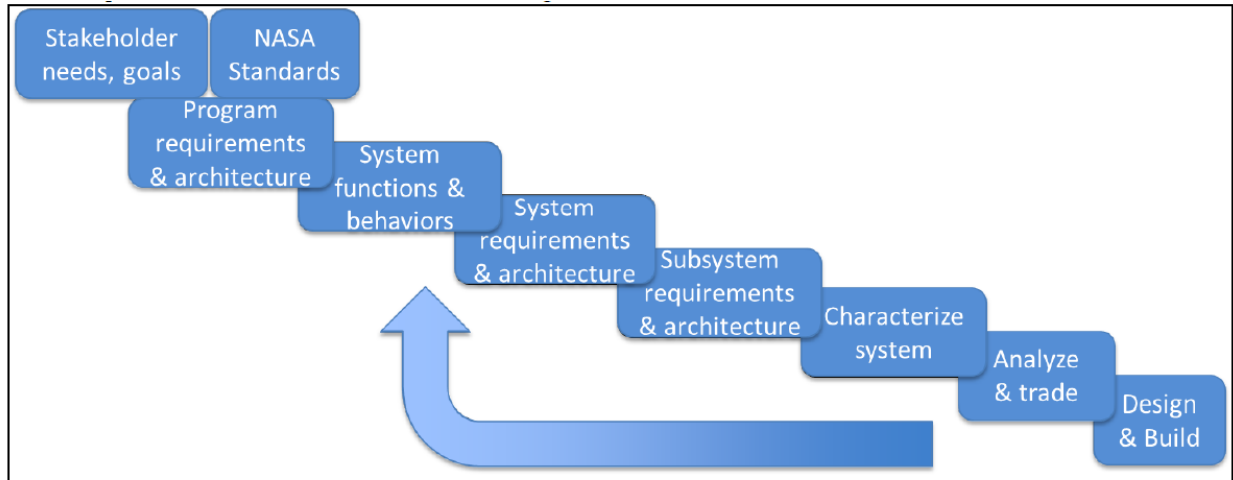 Stakeholder
needs, goals
NASA
Standards
Program
requirements
& architecture
System
functions &
behaviors
System
requirements
& architecture
Subsystem
requirements
& architecture
Characterize
system
Analyze
& trade
Design
& Build